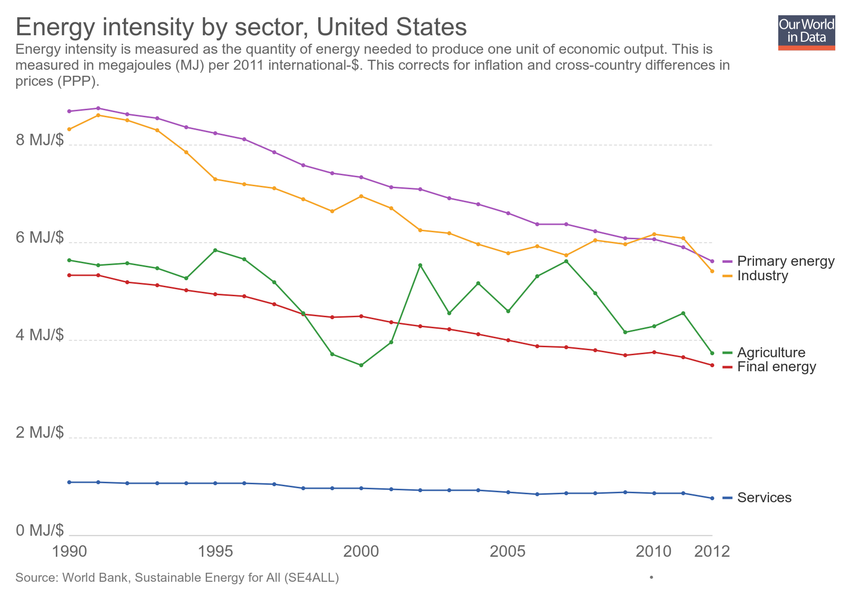 Energy intensity by sector, United States
Our World
in Data
Energy intensity is measured as the quantity of energy needed to produce one unit of economic output. This is
measured in megajoules (MJ) per 2011 international-$. This corrects for inflation and cross-country differences in
prices (PPP).
8 MJ/$
6 MJ/$
4 MJ/$
2 MJ/$
0 MJ/$
Primary energy
Industry
Agriculture
Final energy
Services
1990 1995 2000 2005 2010 2012
Source: World Bank, Sustainable Energy for All (SE4ALL)